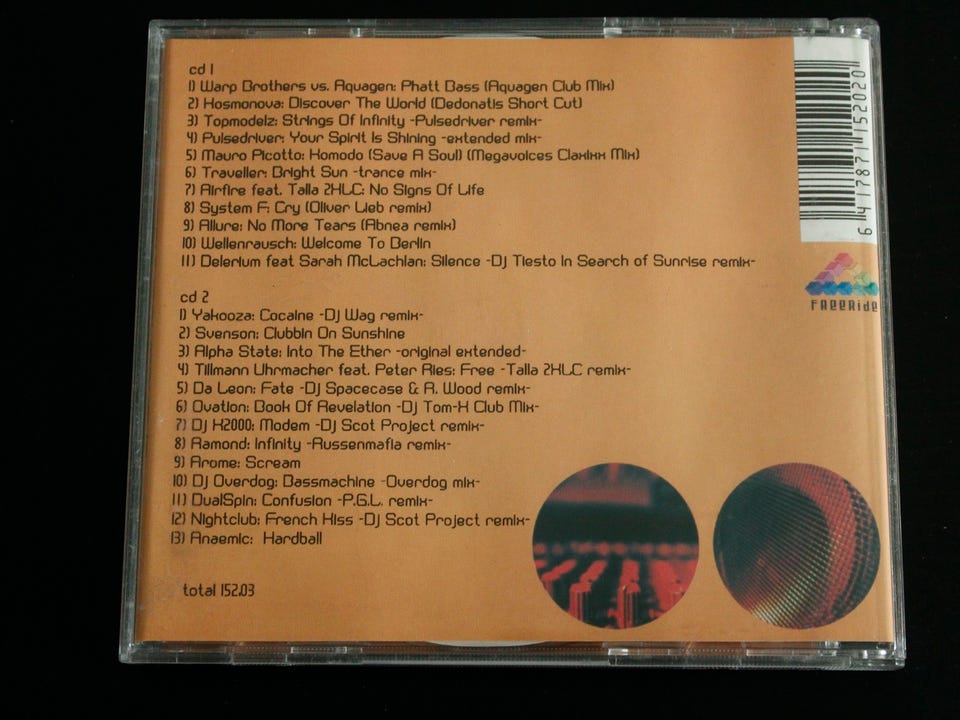 cd 1
1) Warp Brothers vs. Aquagen: Phatt Bass (Aquagen Club Mix)
2) Kosmonova: Discover The World (Dedonatis Short Cut)
3) Topmodelz: Strings Of Infinity -Pulsedriver remix-
4) Pulsedriver: Your Spirit Is Shining -extended mix-
5) Mauro Picotto: Komodo (Save A Soul) (Megavoices Claxixx Mix)
6) Traveller: Bright Sun -trance mix-
7) Airfire feat. Talla 2XLC: No Signs Of Life
8) System F: Cry (Oliver Lieb remix)
9) Allure: No More Tears (Abnea remix)
10) Wellenrausch: Welcome To Berlin
11) Delerium feat Sarah McLachlan: Silence -Dj Tiesto In Search of Sunrise remix-
cd 2
1) Yakooza: Cocaine -Dj Wag remix-
2) Svenson: Clubbin On Sunshine
3) Alpha State: Into The Ether -original extended-
4) Tillmann Uhrmacher feat. Peter Ries: Free -Talla 2XLC remix-
5) Da Leon: Fate -Dj Spacecase & R. Wood remix-
6) Ovation: Book Of Revelation -Dj Tom-X Club Mix-
7) Dj X2000: Modem -Dj Scot Project remix-
8) Ramond: Infinity -Russenmafia remix-
9) Arome: Scream
10) Dj Overdog: Bassmachine -Overdog mix-
11) DualSpin: Confusion -P.G.L. remix-
12) Nightclub: French Kiss -Dj Scot Project remix-
13) Anaemic: Hardball
total 152.03
6 417871 152020
FREERIDE